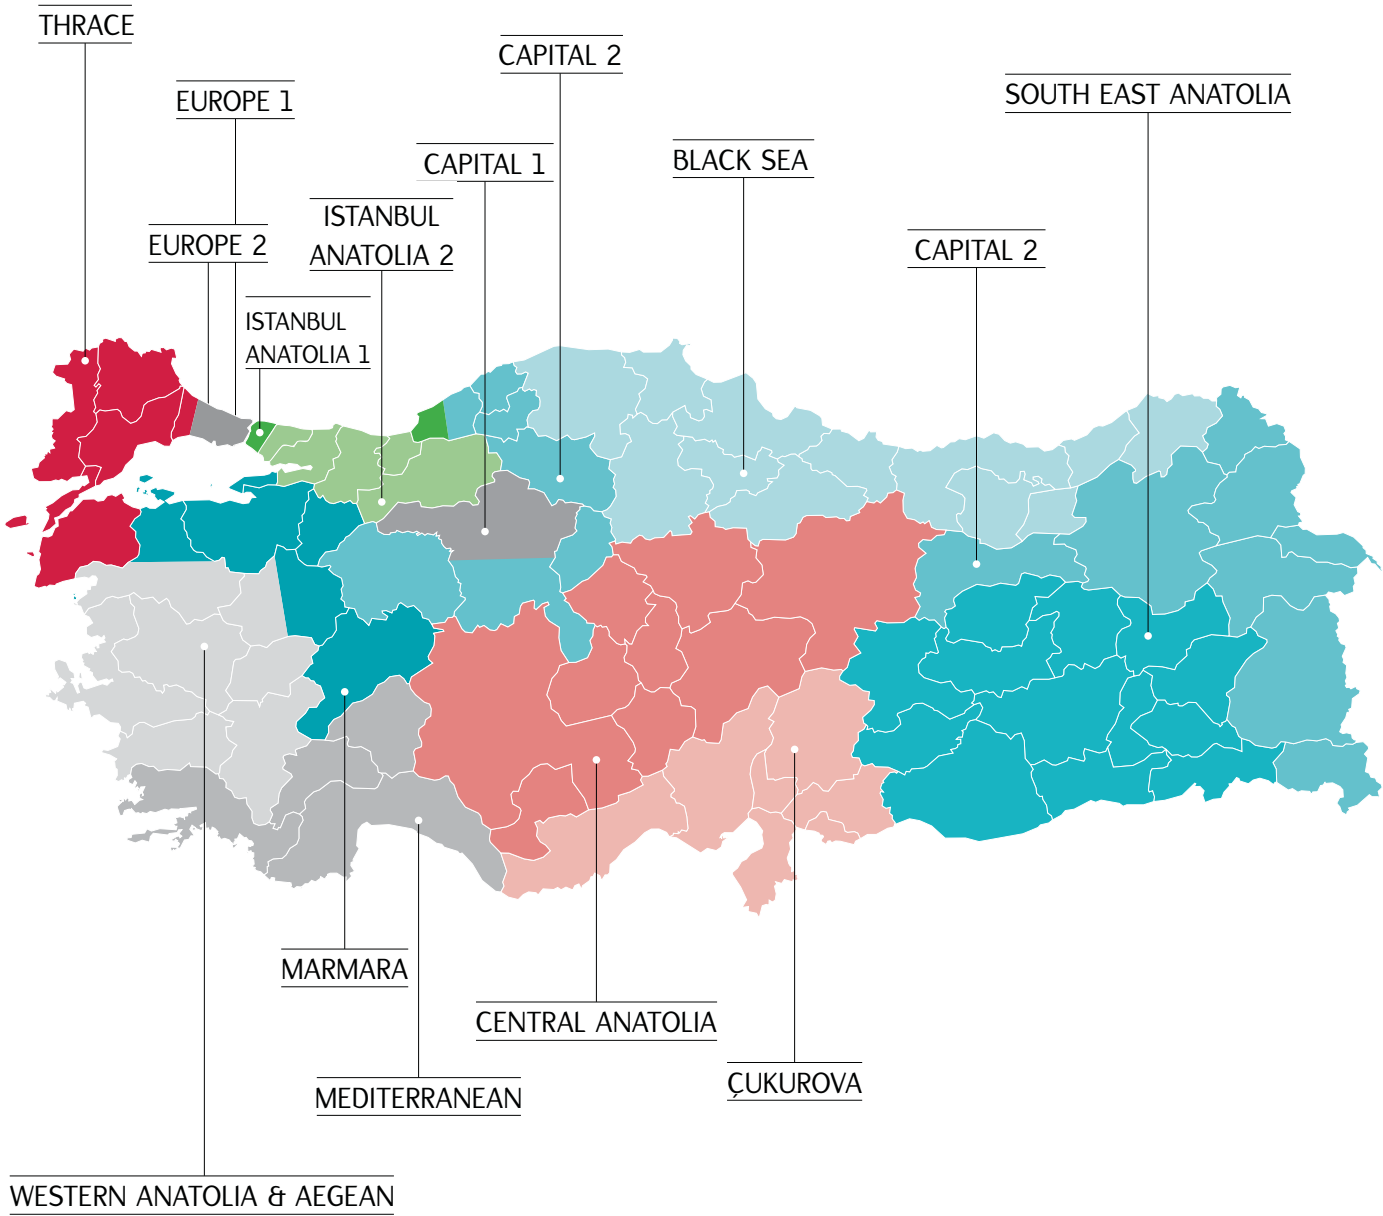 THRACE
CAPITAL 2
EUROPE 1
SOUTH EAST ANATOLIA
CAPITAL 1
BLACK SEA
ISTANBUL
ANATOLIA 2
EUROPE 2
CAPITAL 2
ISTANBUL
ANATOLIA 1
MARMARA
CENTRAL ANATOLIA
ÇUKUROVA
MEDITERRANEAN
WESTERN ANATOLIA & AEGEAN